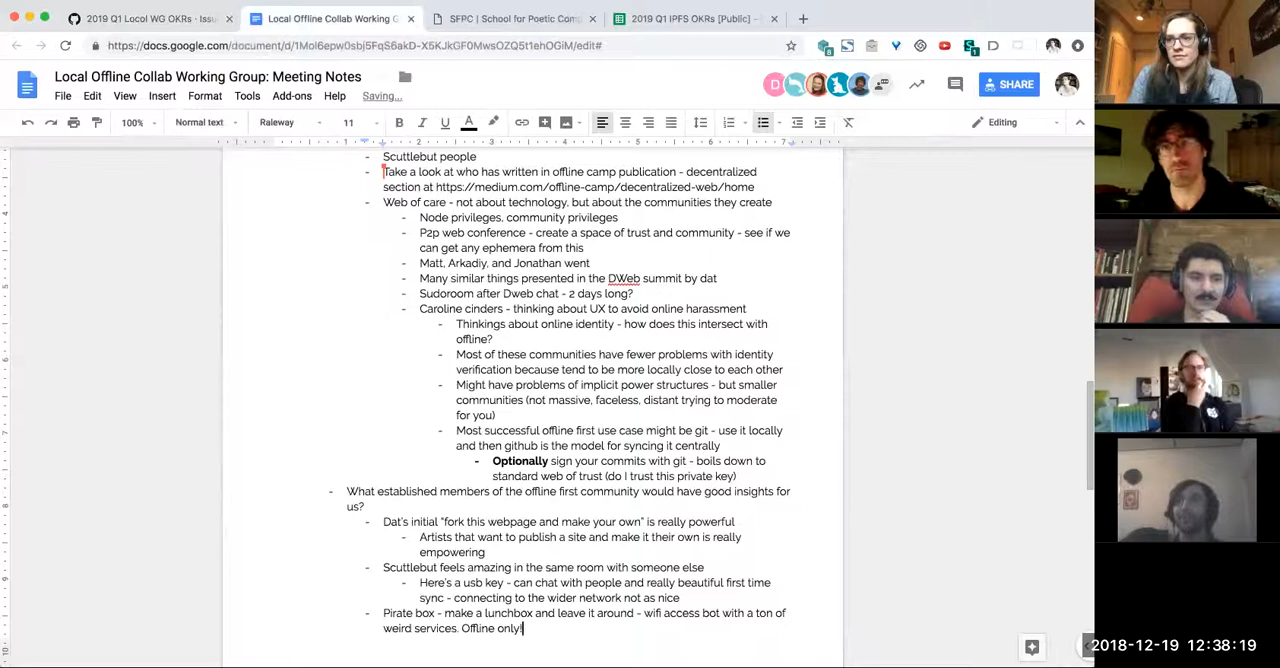 2019 Q1 Locol WG OKRs · Issu
Local Offline Collab Working G
SFPC | School for Poetic Com
2019 Q1 IPFS OKRs [Public] -
https://docs.google.com/document/d/1Mol6epw0sbj5FqS6akD-X5KJkGF0MwsOZQ5t1ehOGiM/edit#
Local Offline Collab Working Group: Meeting Notes
SHARE
File Edit View Insert Format Tools Add-ons Help Saving...
100% Normal text Raleway 11 B I U A Editing
1 1 2 3 4 5 6 7
- Scuttlebut people
- Take a look at who has written in offline camp publication - decentralized
section at https://medium.com/offline-camp/decentralized-web/home
- Web of care - not about technology, but about the communities they create
- Node privileges, community privileges
- P2p web conference - create a space of trust and community - see if we
can get any ephemera from this
- Matt, Arkadiy, and Jonathan went
- Many similar things presented in the DWeb summit by dat
- Sudoroom after Dweb chat - 2 days long?
- Caroline cinders - thinking about UX to avoid online harassment
- Thinkings about online identity - how does this intersect with
offline?
- Most of these communities have fewer problems with identity
verification because tend to be more locally close to each other
- Might have problems of implicit power structures - but smaller
communities (not massive, faceless, distant trying to moderate
for you)
- Most successful offline first use case might be git - use it locally
and then github is the model for syncing it centrally
- Optionally sign your commits with git - boils down to
standard web of trust (do I trust this private key)
- What established members of the offline first community would have good insights for
us?
- Dat's initial "fork this webpage and make your own" is really powerful
- Artists that want to publish a site and make it their own is really
empowering
- Scuttlebut feels amazing in the same room with someone else
- Here's a usb key - can chat with people and really beautiful first time
sync - connecting to the wider network not as nice
- Pirate box - make a lunchbox and leave it around - wifi access bot with a ton of
weird services. Offline only!
2018-12-19 12:38:19